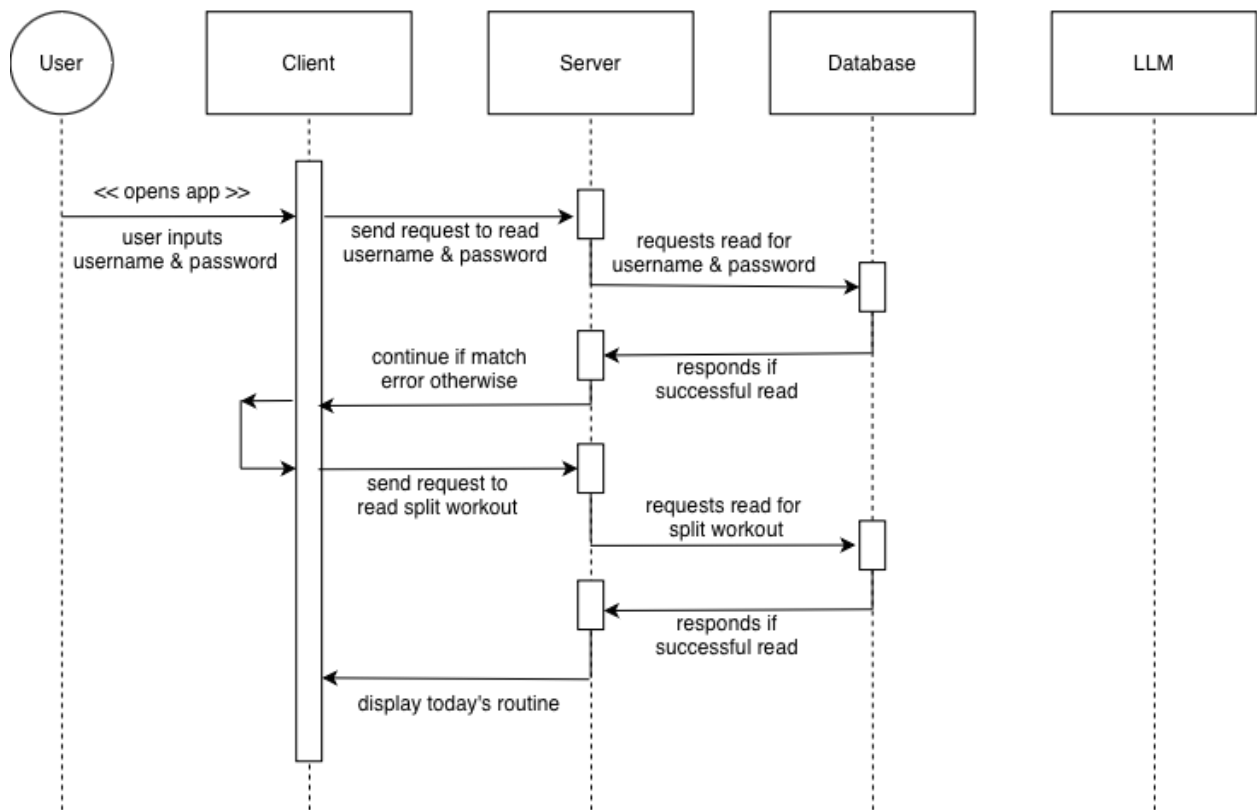 User
Client
Server
Database
LLM
<< opens app >>
user inputs
username & password
send request to read
username & password
requests read for
username & password
continue if match
error otherwise
responds if
successful read
send request to
read split workout
requests read for
split workout
responds if
successful read
display today's routine